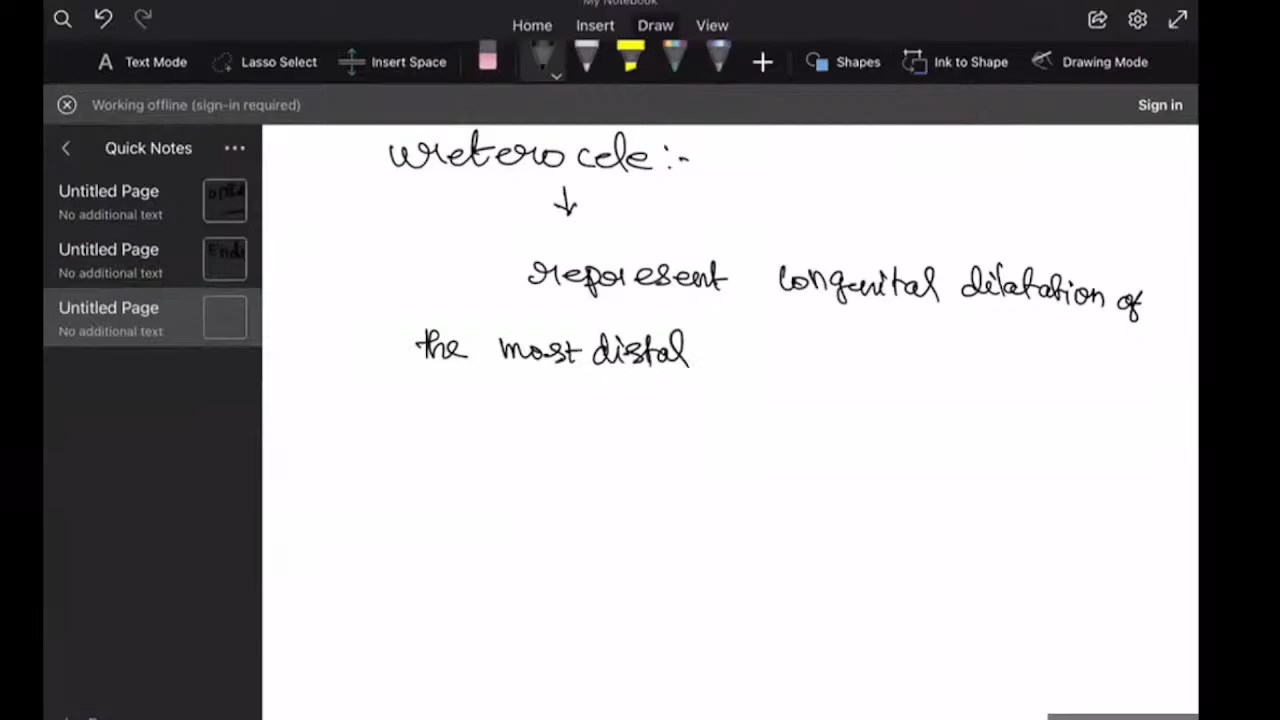 My Notebook
Home Insert Draw View
Text Mode Lasso Select Insert Space Shapes Ink to Shape Drawing Mode
Working offline (sign-in required) Sign in
Quick Notes
Untitled Page
No additional text
Untitled Page
No additional text
Untitled Page
No additional text
Ureterocele :-
↓
represent congenital dilatation of
the most distal